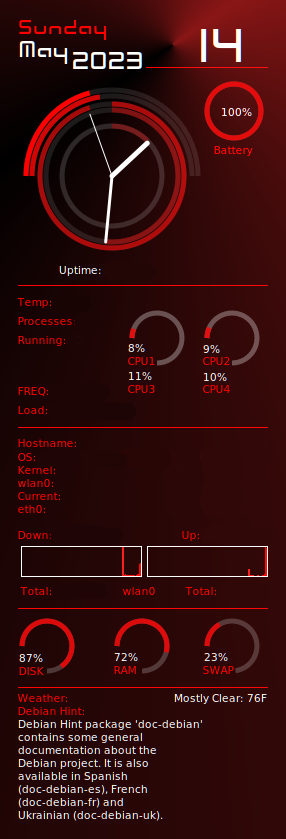 Sunday
May 2023 14
100%
Battery
Uptime:
Temp:
Processes:
Running:
8% 9%
CPU1 CPU2
11% 10%
FREQ: CPU3 CPU4
Load:
Hostname:
OS:
Kernel:
wlan0:
Current:
eth0:
Down: Up:
Total: wlan0 Total:
87% 72% 23%
DISK RAM SWAP
Weather: Mostly Clear: 76F
Debian Hint:
Debian Hint package 'doc-debian'
contains some general
documentation about the
Debian project. It is also
available in Spanish
(doc-debian-es), French
(doc-debian-fr) and
Ukrainian (doc-debian-uk).